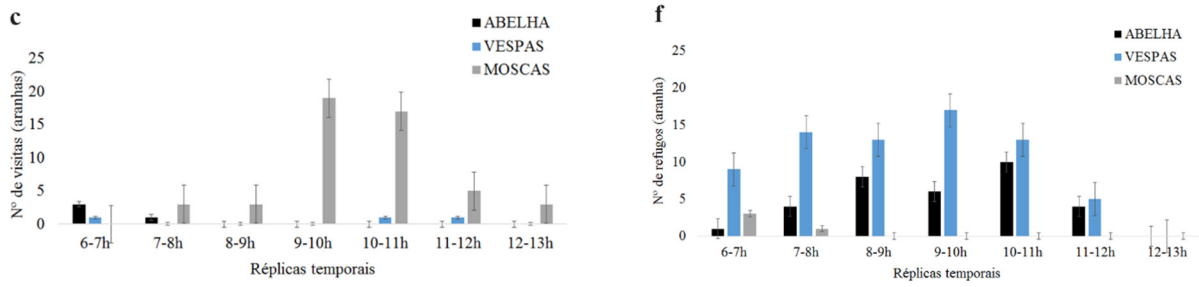 c
ABELHA
VESPAS
MOSCAS
Nº de visitas (aranhas)
25
20
15
10
5
0
6-7h 7-8h 8-9h 9-10h 10-11h 11-12h 12-13h
Réplicas temporais
f
ABELHA
VESPAS
MOSCAS
Nº de refugos (aranha)
25
20
15
10
5
0
6-7h 7-8h 8-9h 9-10h 10-11h 11-12h 12-13h
Réplicas temporais